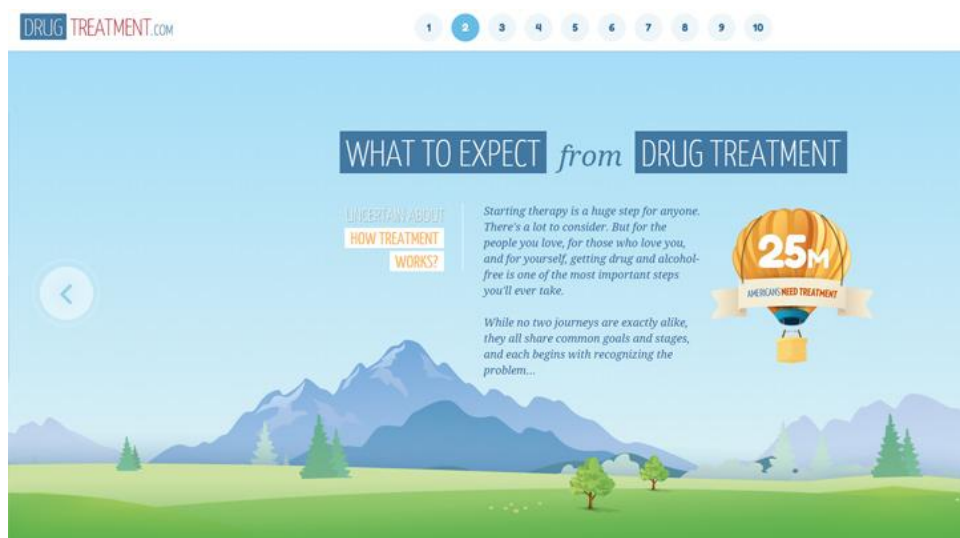 DRUG TREATMENT.COM
1 2 3 4 5 6 7 8 9 10
WHAT TO EXPECT from DRUG TREATMENT
UNCERTAIN ABOUT
HOW TREATMENT
WORKS?
Starting therapy is a huge step for anyone.
There's a lot to consider. But for the
people you love, for those who love you,
and for yourself, getting drug and alcohol-
free is one of the most important steps
you'll ever take.
While no two journeys are exactly alike,
they all share common goals and stages,
and each begins with recognizing the
problem...
25M
AMERICANS NEED TREATMENT